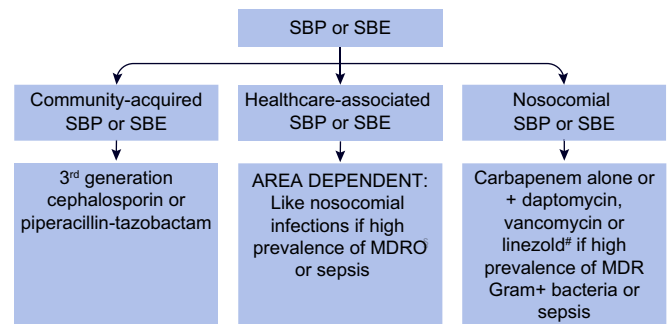 SBP or SBE
Community-acquired
SBP or SBE
3rd generation
cephalosporin or
piperacillin-tazobactam
Healthcare-associated
SBP or SBE
AREA DEPENDENT:
Like nosocomial
infections if high
prevalence of MDRO§
or sepsis
Nosocomial
SBP or SBE
Carbapenem alone or
+ daptomycin,
vancomycin or
linezold# if high
prevalence of MDR
Gram+ bacteria or
sepsis